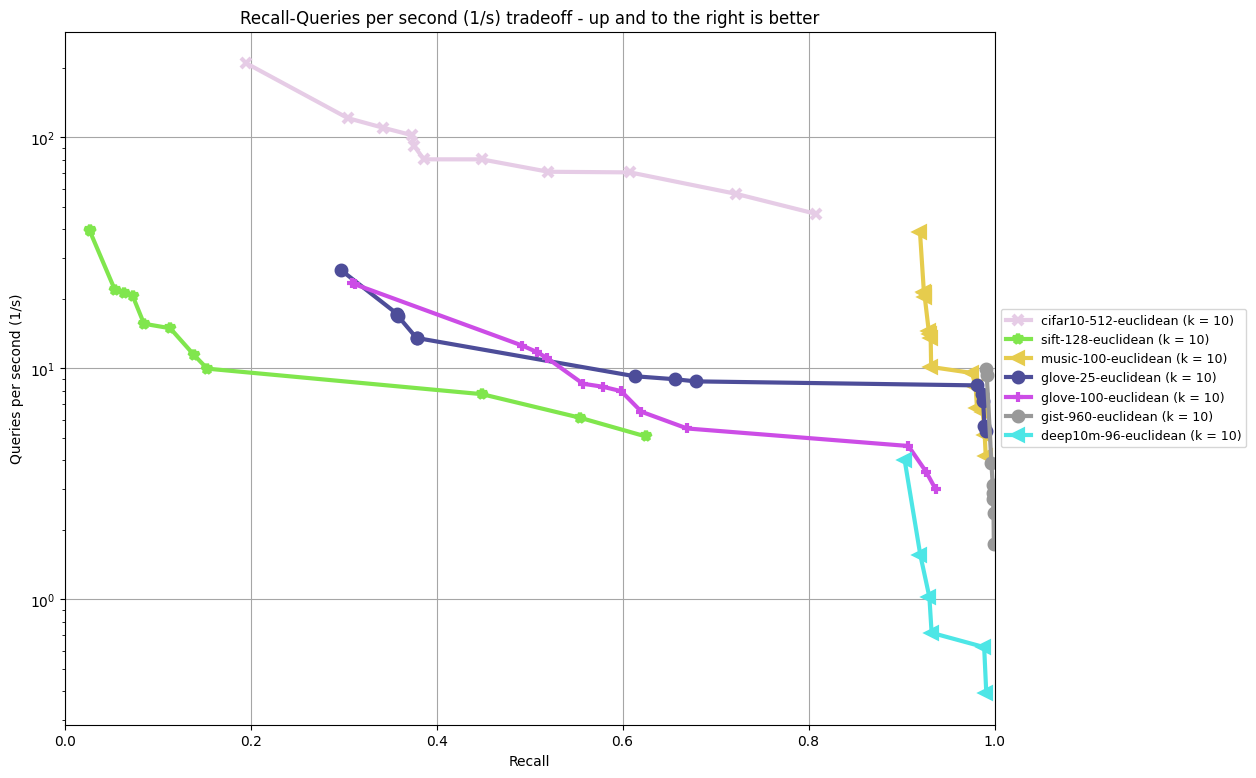 Recall-Queries per second (1/s) tradeoff - up and to the right is better
Queries per second (1/s)
10²
10¹
10⁰
0.0 0.2 0.4 0.6 0.8 1.0
Recall
cifar10-512-euclidean (k = 10)
sift-128-euclidean (k = 10)
music-100-euclidean (k = 10)
glove-25-euclidean (k = 10)
glove-100-euclidean (k = 10)
gist-960-euclidean (k = 10)
deep10m-96-euclidean (k = 10)